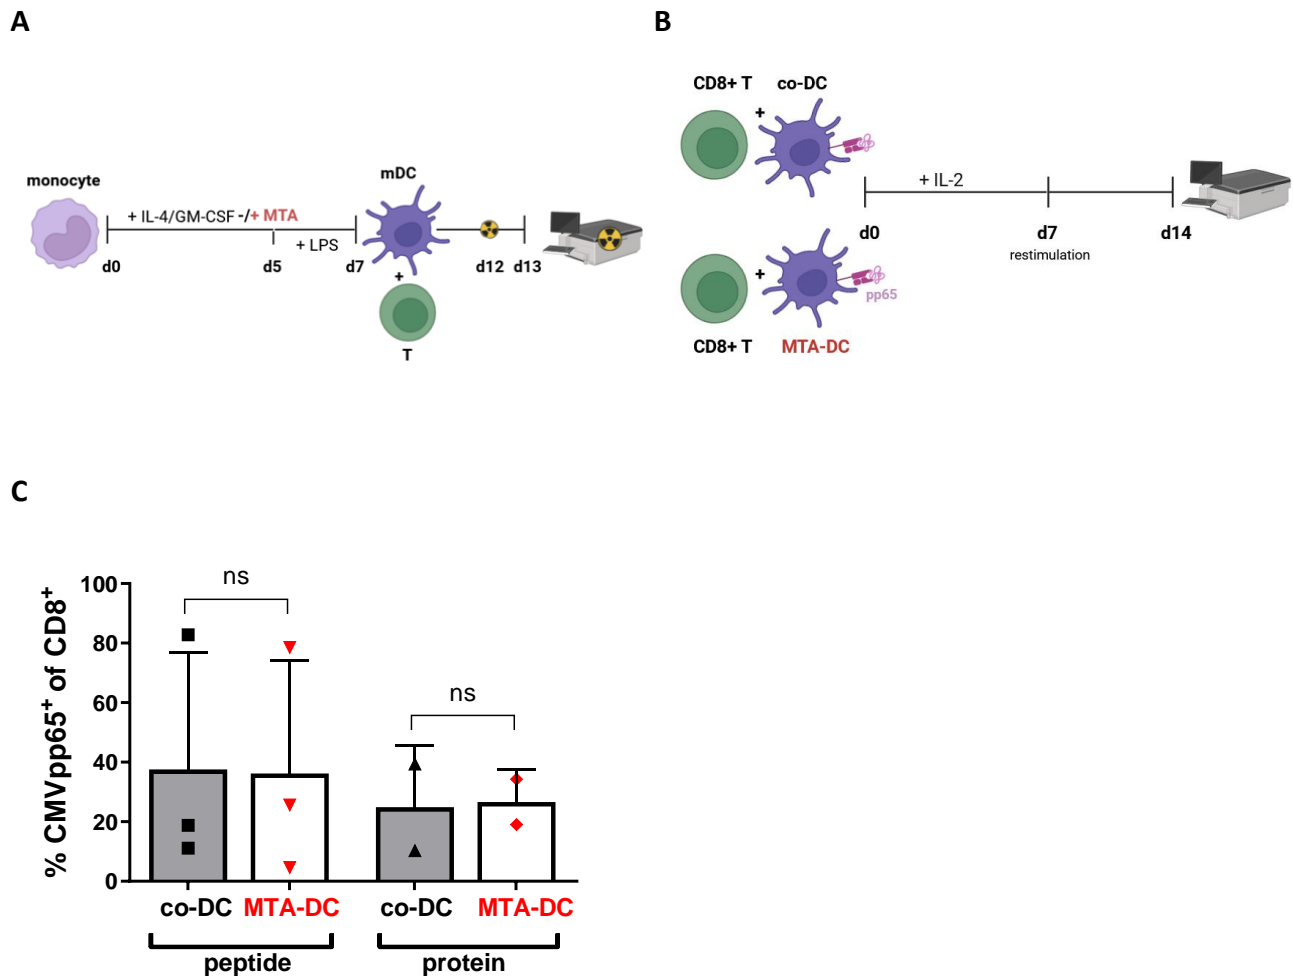 A
monocyte
+ IL-4/GM-CSF -/+ MTA
+ LPS
mDC
+
T
d0
d5
d7
d12
d13
B
CD8+ T
co-DC
+
+ IL-2
d0
d7
d14
restimulation
+
pp65
CD8+ T
MTA-DC
C
% CMVpp65⁺ of CD8⁺
100
80
60
40
20
0
ns
ns
co-DC
MTA-DC
co-DC
MTA-DC
peptide
protein